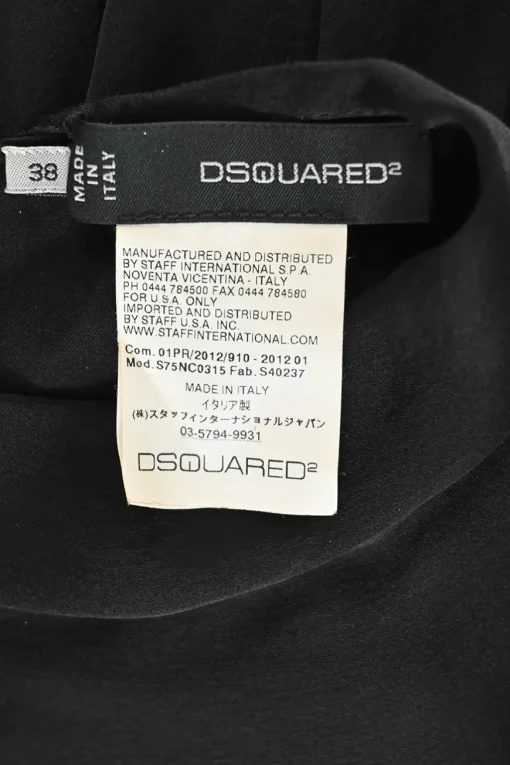 38
MADE
IN
ITALY
DSQUARED²
MANUFACTURED AND DISTRIBUTED
BY STAFF INTERNATIONAL S.P.A.
NOVENTA VICENTINA - ITALY
PH 0444 784500 FAX 0444 784580
FOR U.S.A. ONLY
IMPORTED AND DISTRIBUTED
BY STAFF U.S.A. INC.
WWW.STAFFINTERNATIONAL.COM
Com. 01PR/2012/910 - 2012 01
Mod. S75NC0315 Fab. S40237
MADE IN ITALY
イタリア製
(株)スタッフインターナショナルジャパン
03-5794-9931
DSQUARED²